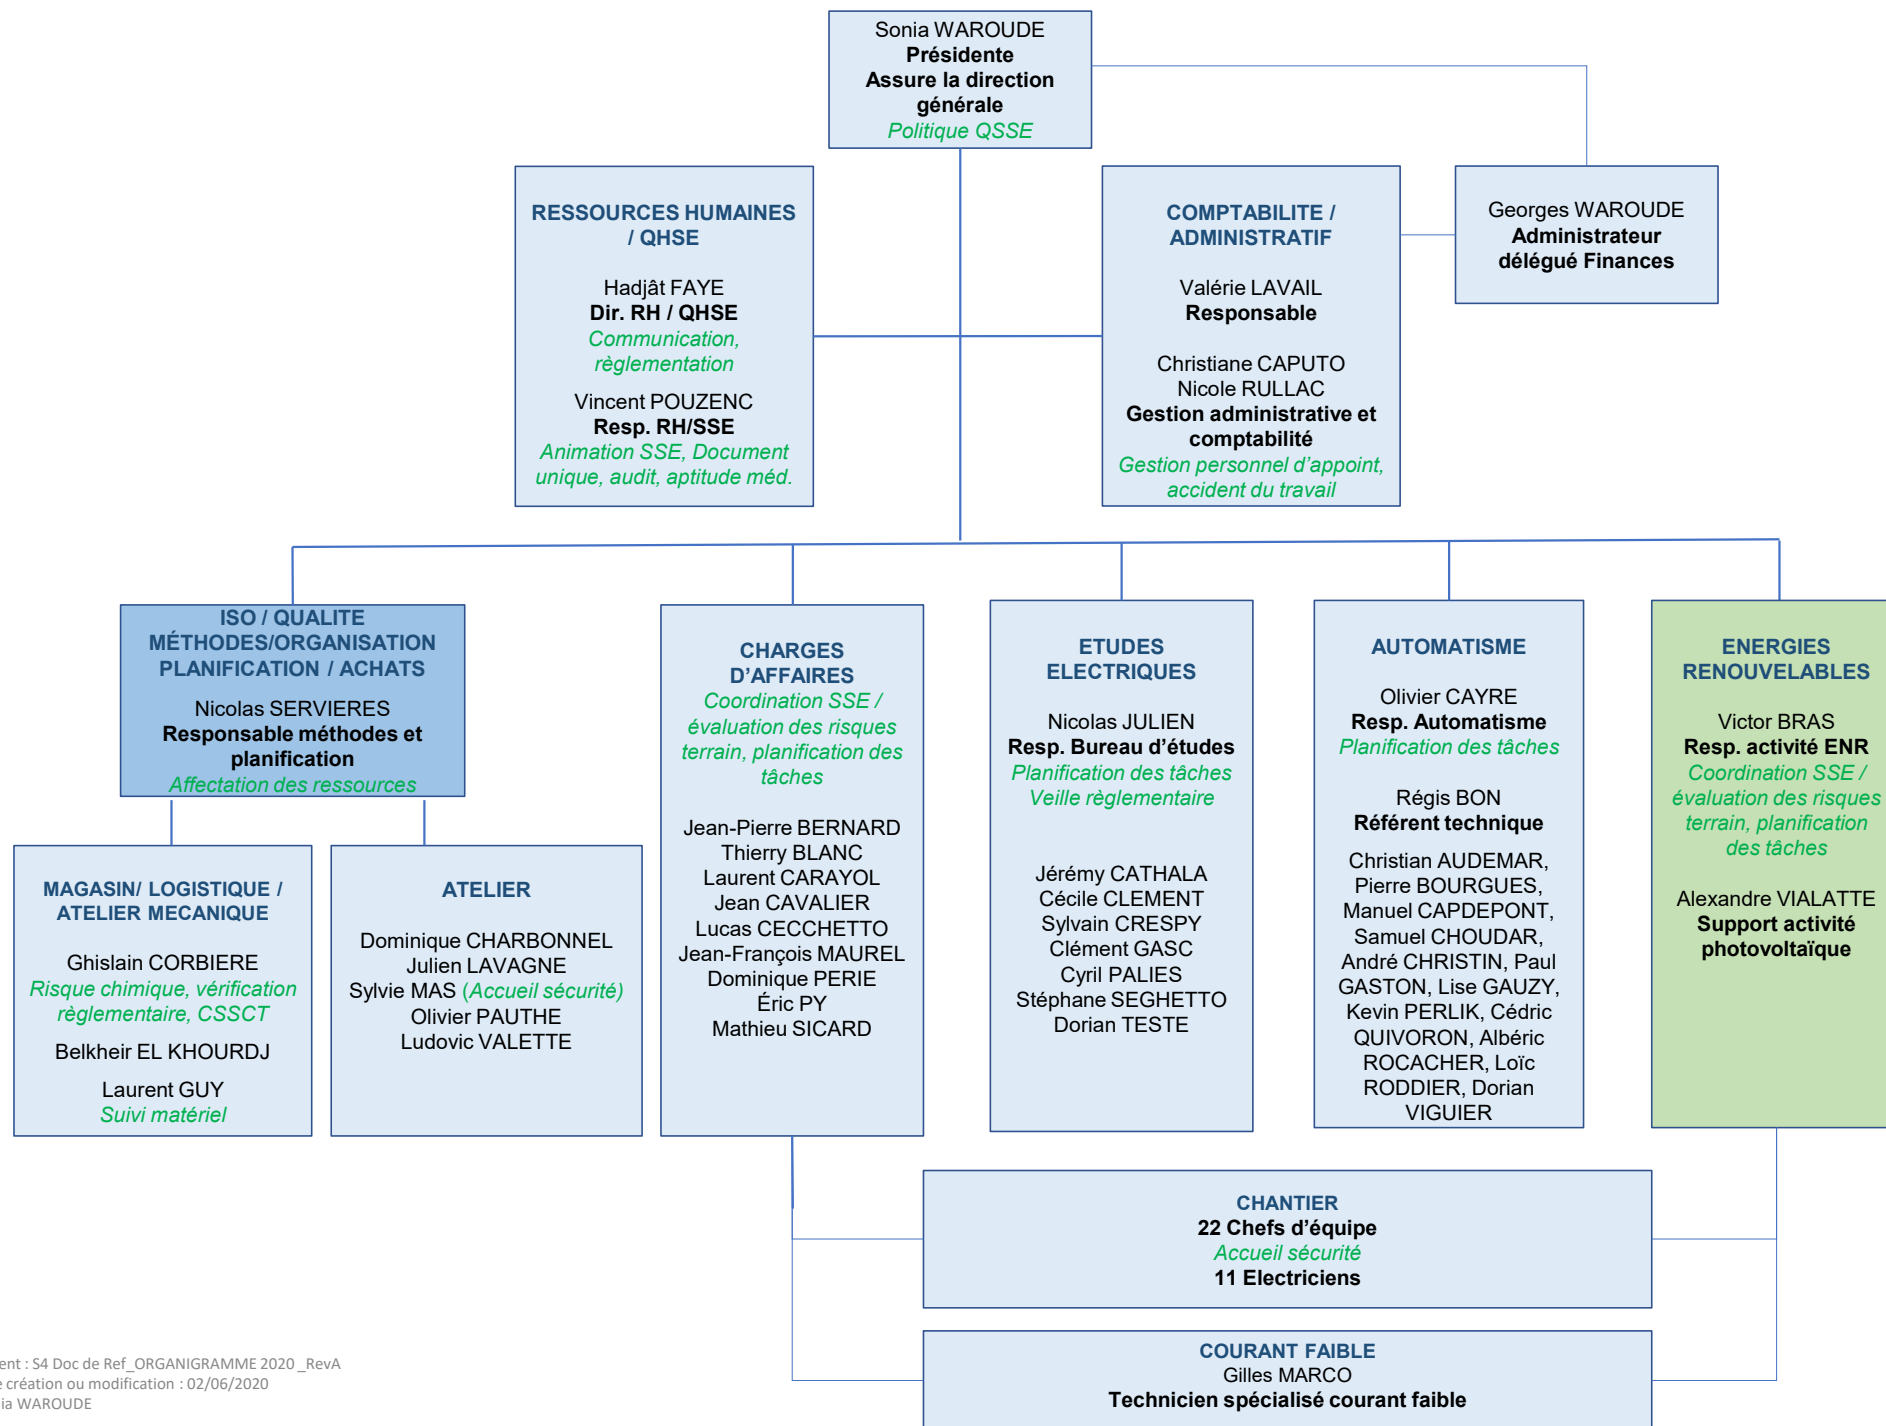 Sonia WAROUDE
Présidente
Assure la direction
générale
Politique QSSE
RESSOURCES HUMAINES
/ QHSE
Hadjât FAYE
Dir. RH / QHSE
Communication,
règlementation
Vincent POUZENC
Resp. RH/SSE
Animation SSE, Document
unique, audit, aptitude méd.
COMPTABILITE /
ADMINISTRATIF
Valérie LAVAIL
Responsable
Christiane CAPUTO
Nicole RULLAC
Gestion administrative et
comptabilité
Gestion personnel d’appoint,
accident du travail
Georges WAROUDE
Administrateur
délégué Finances
ISO / QUALITE
MÉTHODES/ORGANISATION
PLANIFICATION / ACHATS
Nicolas SERVIERES
Responsable méthodes et
planification
Affectation des ressources
MAGASIN/ LOGISTIQUE /
ATELIER MECANIQUE
Ghislain CORBIERE
Risque chimique, vérification
règlementaire, CSSCT
Belkheir EL KHOURDJ
Laurent GUY
Suivi matériel
ATELIER
Dominique CHARBONNEL
Julien LAVAGNE
Sylvie MAS (Accueil sécurité)
Olivier PAUTHE
Ludovic VALETTE
CHARGES
D’AFFAIRES
Coordination SSE /
évaluation des risques
terrain, planification des
tâches
Jean-Pierre BERNARD
Thierry BLANC
Laurent CARAYOL
Jean CAVALIER
Lucas CECCHETTO
Jean-François MAUREL
Dominique PERIE
Éric PY
Mathieu SICARD
ETUDES
ELECTRIQUES
Nicolas JULIEN
Resp. Bureau d’études
Planification des tâches
Veille règlementaire
Jérémy CATHALA
Cécile CLEMENT
Sylvain CRESPY
Clément GASC
Cyril PALIES
Stéphane SEGHETTO
Dorian TESTE
AUTOMATISME
Olivier CAYRE
Resp. Automatisme
Planification des tâches
Régis BON
Référent technique
Christian AUDEMAR,
Pierre BOURGUES,
Manuel CAPDEPONT,
Samuel CHOUDAR,
André CHRISTIN, Paul
GASTON, Lise GAUZY,
Kevin PERLIK, Cédric
QUIVORON, Albéric
ROCACHER, Loïc
RODDIER, Dorian
VIGUIER
ENERGIES
RENOUVELABLES
Victor BRAS
Resp. activité ENR
Coordination SSE /
évaluation des risques
terrain, planification
des tâches
Alexandre VIALATTE
Support activité
photovoltaïque
CHANTIER
22 Chefs d’équipe
Accueil sécurité
11 Electriciens
COURANT FAIBLE
Gilles MARCO
Technicien spécialisé courant faible
ent : S4 Doc de Ref_ORGANIGRAMME 2020 _RevA
e création ou modification : 02/06/2020
ia WAROUDE